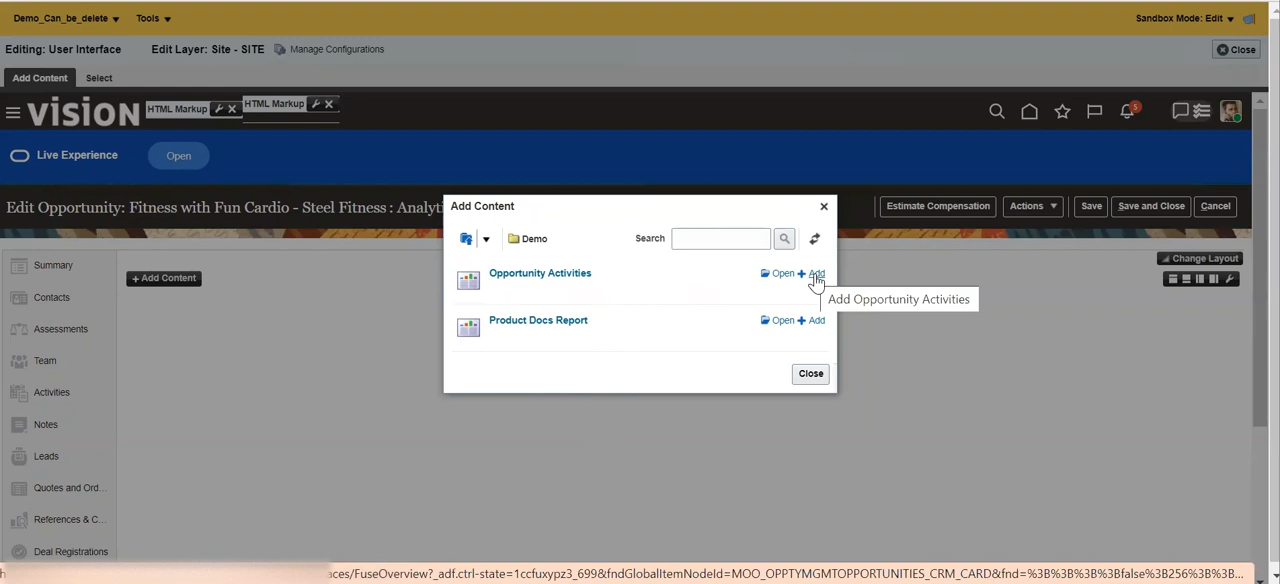 Demo_Can_be_delete Tools Sandbox Mode: Edit
Editing: User Interface Edit Layer: Site - SITE Manage Configurations Close
Add Content Select
VISION HTML Markup HTML Markup 5
Live Experience Open
Edit Opportunity: Fitness with Fun Cardio - Steel Fitness : Analyti Estimate Compensation Actions Save Save and Close Cancel
Change Layout
+ Add Content
Summary
Contacts
Assessments
Team
Activities
Notes
Leads
Quotes and Ord...
References & C...
Deal Registrations
Add Content
Demo Search
Opportunity Activities Open Add
Add Opportunity Activities
Product Docs Report Open Add
Close
aces/FuseOverview?_adf.ctrl-state=1ccfuxypz3_699&fndGlobalItemNodeId=MOO_OPPTYMGMTOPPORTUNITIES_CRM_CARD&fnd=%3B%3B%3B%3Bfalse%3B256%3B%3B%3B...